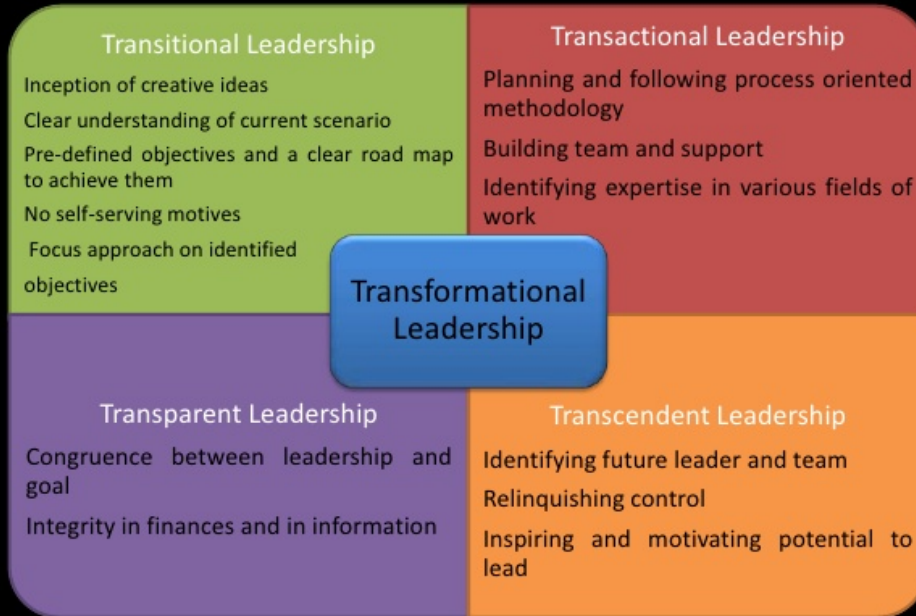 Transitional Leadership
Inception of creative ideas
Clear understanding of current scenario
Pre-defined objectives and a clear road map
to achieve them
No self-serving motives
Focus approach on identified
objectives
Transactional Leadership
Planning and following process oriented
methodology
Building team and support
Identifying expertise in various fields of
work
Transformational
Leadership
Transparent Leadership
Congruence between leadership and
goal
Integrity in finances and in information
Transcendent Leadership
Identifying future leader and team
Relinquishing control
Inspiring and motivating potential to
lead